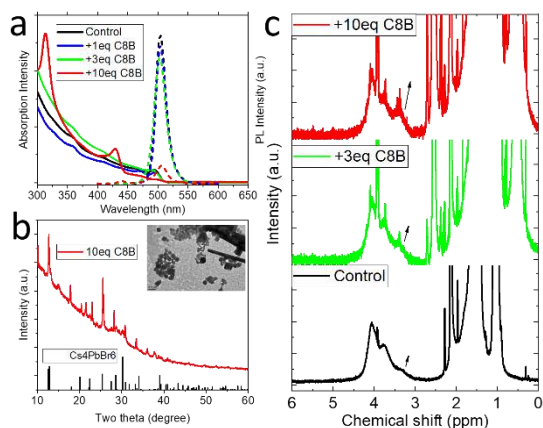 a
Absorption Intensity
Control
+1eq C8B
+3eq C8B
+10eq C8B
PL Intensity (a.u.)
300 350 400 450 500 550 600 650
Wavelength (nm)
b
Intensity (a.u.)
10eq C8B
Cs4PbBr6
10 20 30 40 50 60
Two theta (degree)
c
Intensity (a.u.)
+10eq C8B
+3eq C8B
Control
6 5 4 3 2 1 0
Chemical shift (ppm)